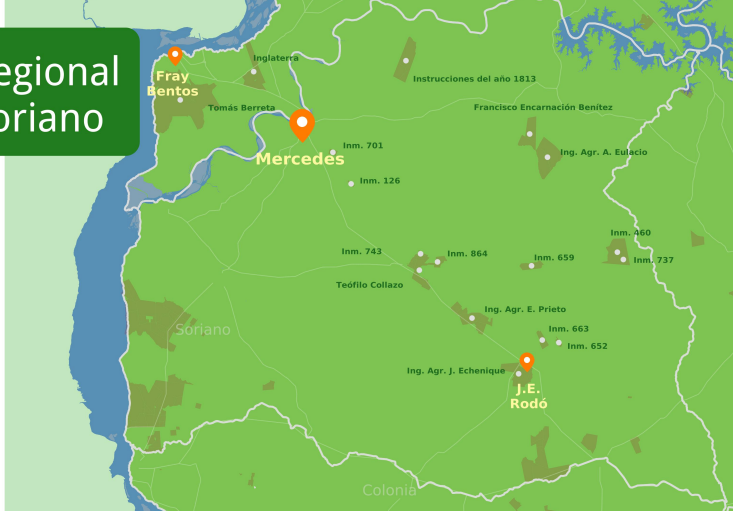 egional
oriano
Fray
Bentos
Inglaterra
Instrucciones del año 1813
Tomás Berreta
Francisco Encarnación Benítez
Mercedes
Inm. 701
Ing. Agr. A. Eulacio
Inm. 126
Inm. 460
Inm. 743
Inm. 864
Inm. 659
Inm. 737
Teófilo Collazo
Ing. Agr. E. Prieto
Soriano
Inm. 663
Inm. 652
Ing. Agr. J. Echenique
J.E.
Rodó
Colonia